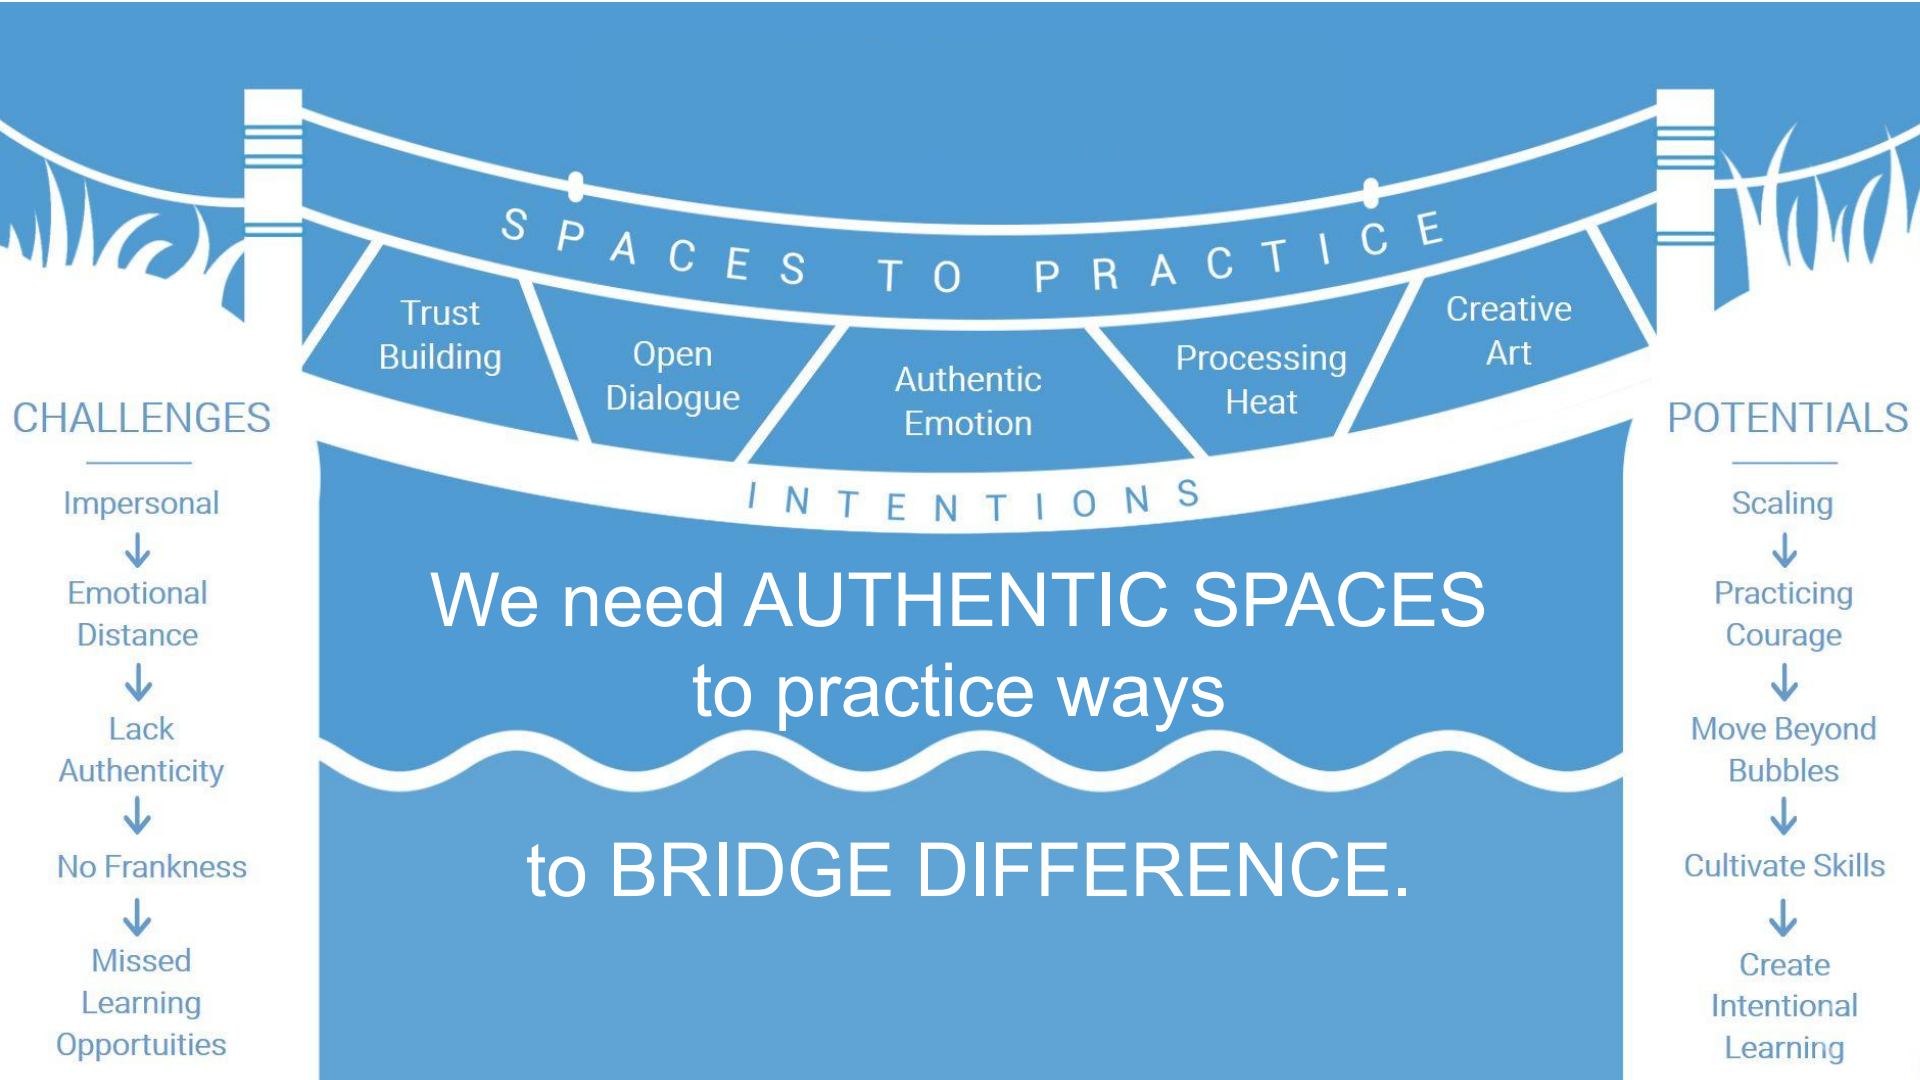 SPACES TO PRACTICE
Trust
Building
Open
Dialogue
Authentic
Emotion
Processing
Heat
Creative
Art
INTENTIONS
CHALLENGES
Impersonal
Emotional
Distance
Lack
Authenticity
No Frankness
Missed
Learning
Opportuities
We need AUTHENTIC SPACES
to practice ways
to BRIDGE DIFFERENCE.
POTENTIALS
Scaling
Practicing
Courage
Move Beyond
Bubbles
Cultivate Skills
Create
Intentional
Learning